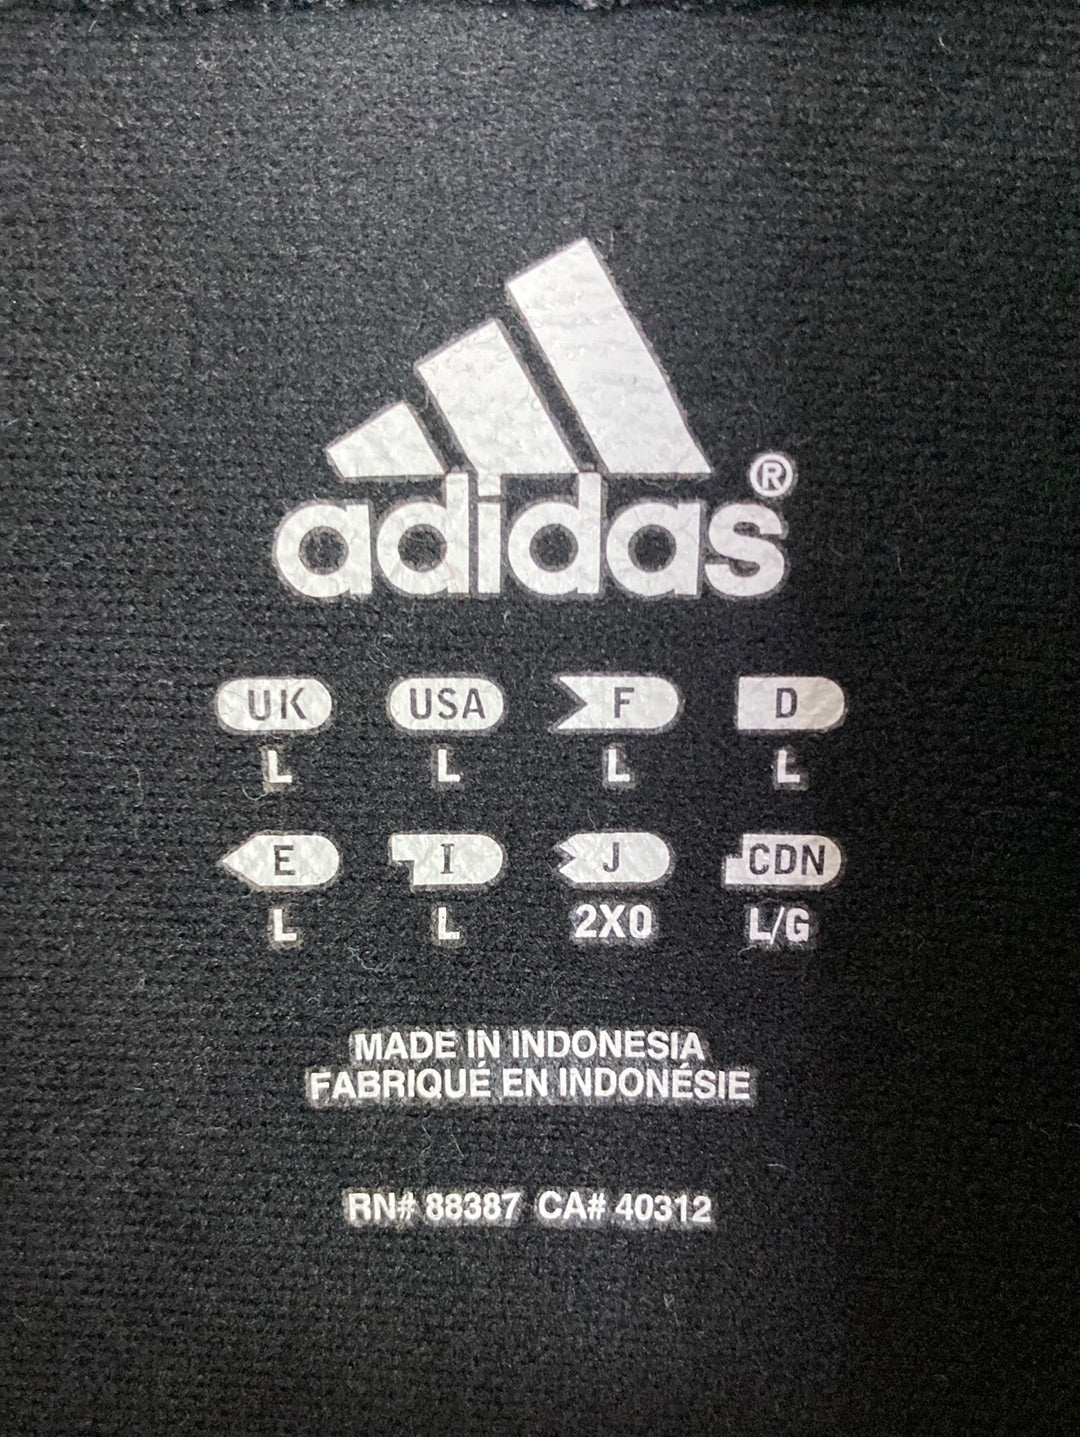 adidas®
UK USA F D
L L L L
E I J CDN
L L 2XO L/G
MADE IN INDONESIA
FABRIQUÉ EN INDONÉSIE
RN# 88387 CA# 40312